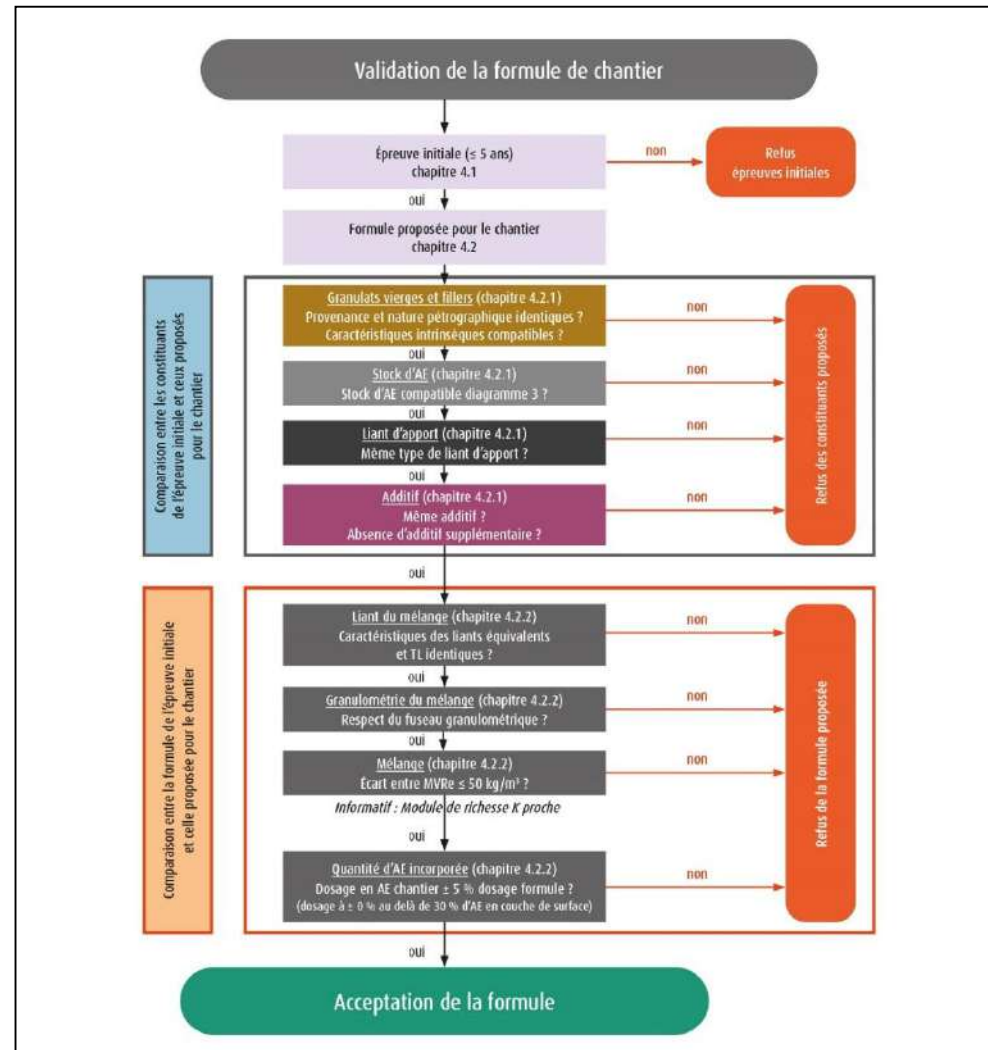 Validation de la formule de chantier
Épreuve initiale (≤ 5 ans)
chapitre 4.1
non
Refus
épreuves initiales
oui
Formule proposée pour le chantier
chapitre 4.2
Comparaison entre les constituants
de l'épreuve initiale et ceux proposés
pour le chantier
Granulats vierges et fillers (chapitre 4.2.1)
Provenance et nature pétrographique identiques ?
Caractéristiques intrinsèques compatibles ?
non
oui
Stock d'AE (chapitre 4.2.1)
Stock d'AE compatible diagramme 3 ?
non
oui
Liant d'apport (chapitre 4.2.1)
Même type de liant d'apport ?
non
oui
Additif (chapitre 4.2.1)
Même additif ?
Absence d'additif supplémentaire ?
non
Refus des constituants proposés
oui
Comparaison entre la formule de l'épreuve initiale
et celle proposée pour le chantier
Liant du mélange (chapitre 4.2.2)
Caractéristiques des liants équivalents
et TL identiques ?
non
oui
Granulométrie du mélange (chapitre 4.2.2)
Respect du fuseau granulométrique ?
non
oui
Mélange (chapitre 4.2.2)
Écart entre MVRe ≤ 50 kg/m³ ?
non
Informatif : Module de richesse K proche
oui
Quantité d'AE incorporée (chapitre 4.2.2)
Dosage en AE chantier ± 5 % dosage formule ?
(dosage à ± 0 % au delà de 30 % d'AE en couche de surface)
non
Refus de la formule proposée
oui
Acceptation de la formule